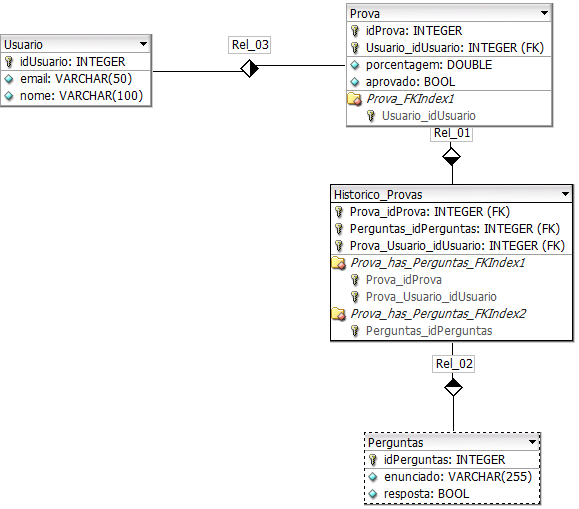 Usuario
idUsuario: INTEGER
email: VARCHAR(50)
nome: VARCHAR(100)
Rel_03
Prova
idProva: INTEGER
Usuario_idUsuario: INTEGER (FK)
porcentagem: DOUBLE
aprovado: BOOL
Prova_FKIndex1
Usuario_idUsuario
Rel_01
Historico_Provas
Prova_idProva: INTEGER (FK)
Perguntas_idPerguntas: INTEGER (FK)
Prova_Usuario_idUsuario: INTEGER (FK)
Prova_has_Perguntas_FKIndex1
Prova_idProva
Prova_Usuario_idUsuario
Prova_has_Perguntas_FKIndex2
Perguntas_idPerguntas
Rel_02
Perguntas
idPerguntas: INTEGER
enunciado: VARCHAR(255)
resposta: BOOL